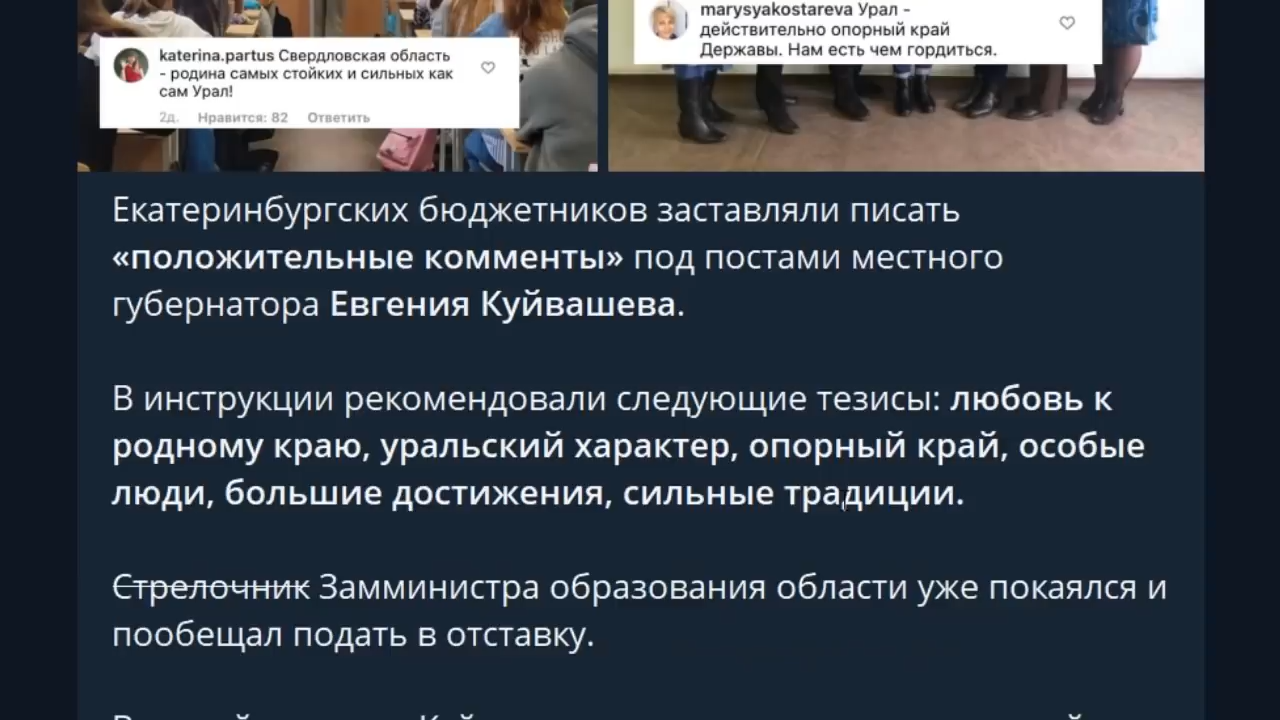 katerina.partus Свердловская область
- родина самых стойких и сильных как
сам Урал!
2д. Нравится: 82 Ответить
marysyakostareva Урал -
действительно опорный край
Державы. Нам есть чем гордиться.
Екатеринбургских бюджетников заставляли писать
«положительные комменты» под постами местного
губернатора Евгения Куйвашева.
В инструкции рекомендовали следующие тезисы: любовь к
родному краю, уральский характер, опорный край, особые
люди, большие достижения, сильные традиции.
Стрелочник Замминистра образования области уже покаялся и
пообещал подать в отставку.